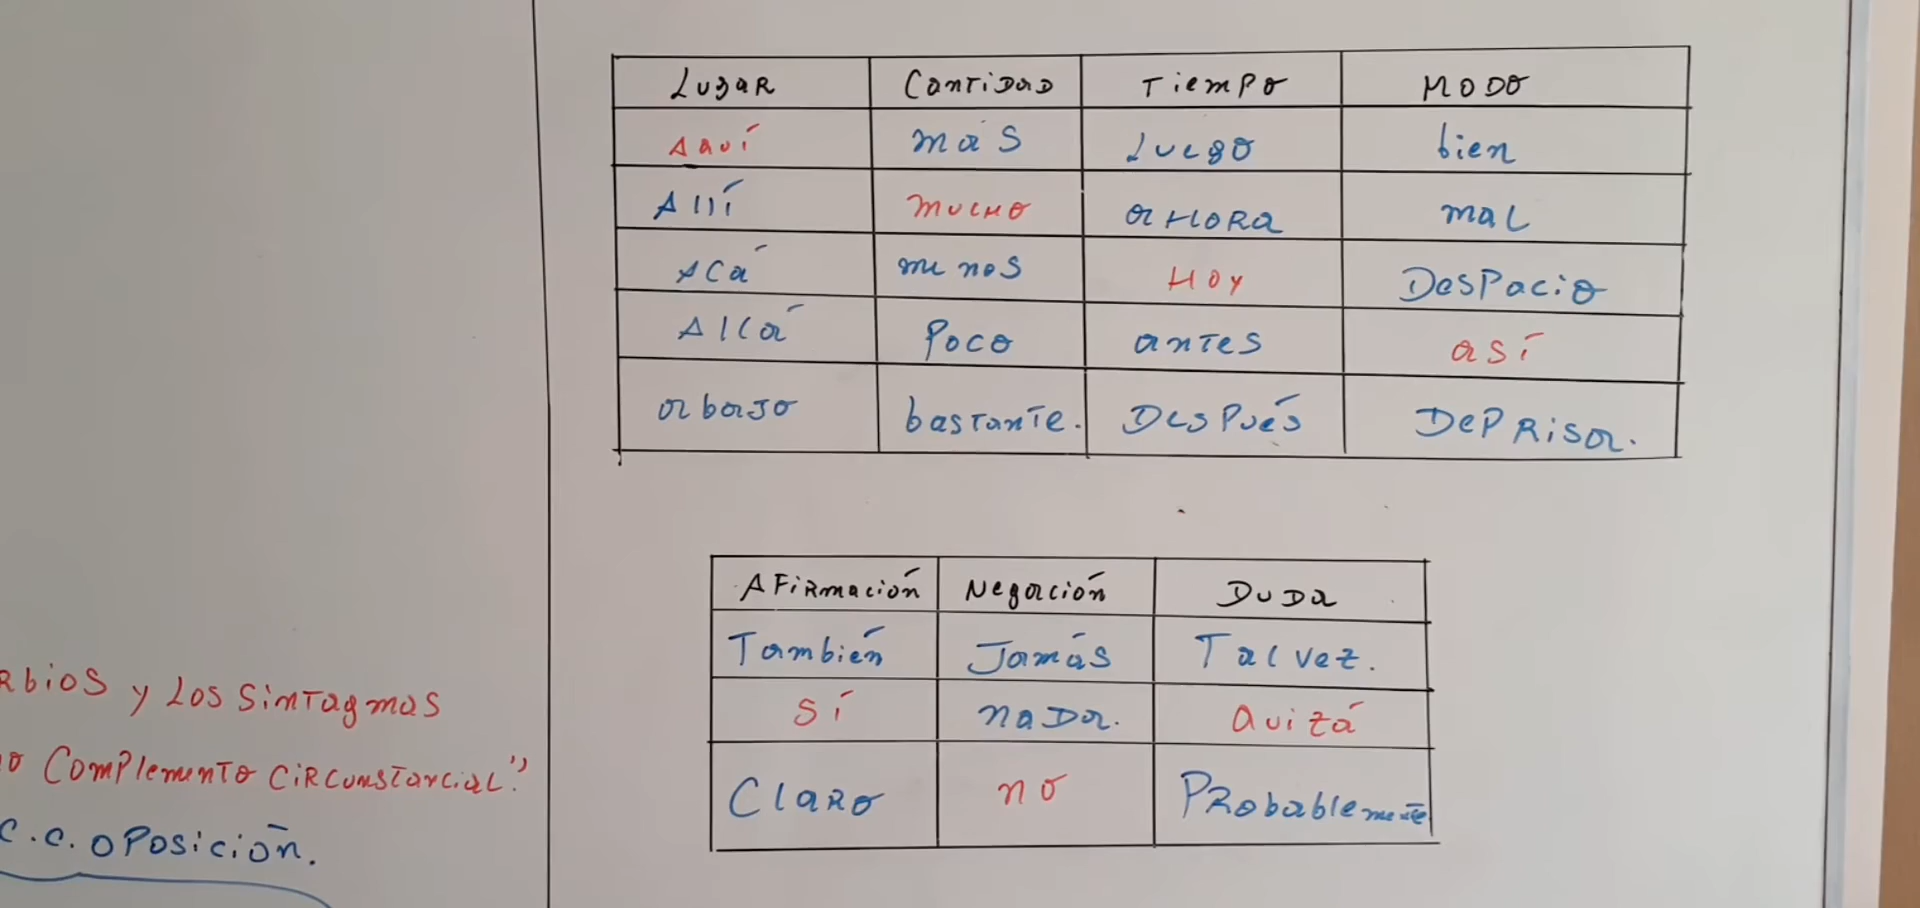 Lugar Cantidad Tiempo Modo
Aquí más Luego bien
Allí mucho ahora mal
Acá menos Hoy Despacio
Allá Poco antes así
abajo bastante. Después Deprisa.
Afirmación Negación Duda
También Jamás Tal vez.
Sí nada. Quizá
Claro no Probablemente
rbios y Los Sintagmas
o Complemento Circunstancial."
C.C. oposición.